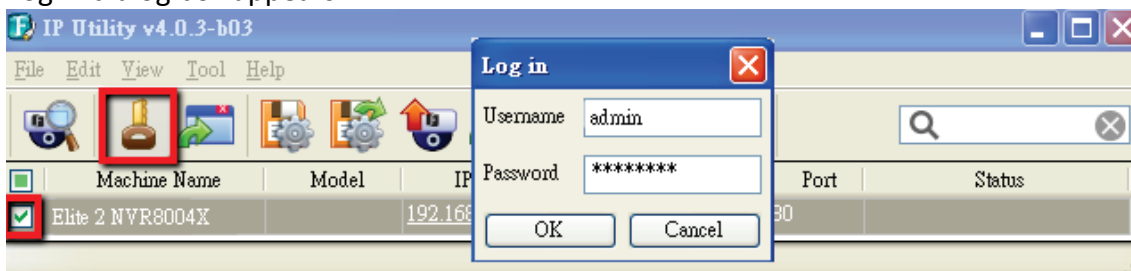 IP Utility v4.0.3-b03
File Edit View Tool Help
Log in
Username admin
Password ********
OK Cancel
Machine Name Model IP Port Status
Elite 2 NVR8004X 192.168 80